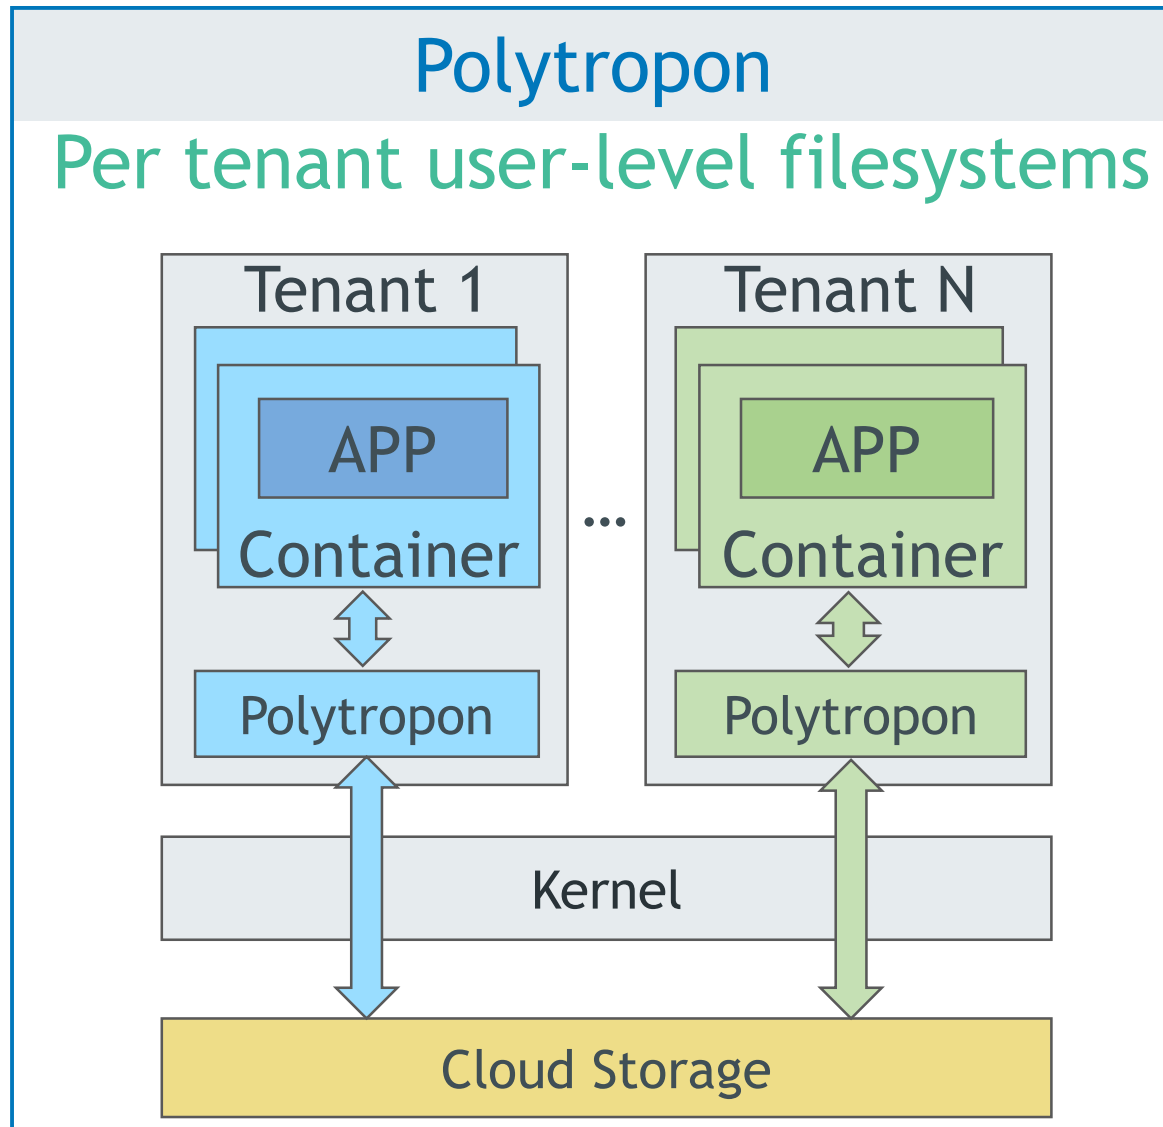 Polytropon
Per tenant user-level filesystems
Tenant 1
APP
Container
Polytropon
...
Tenant N
APP
Container
Polytropon
Kernel
Cloud Storage